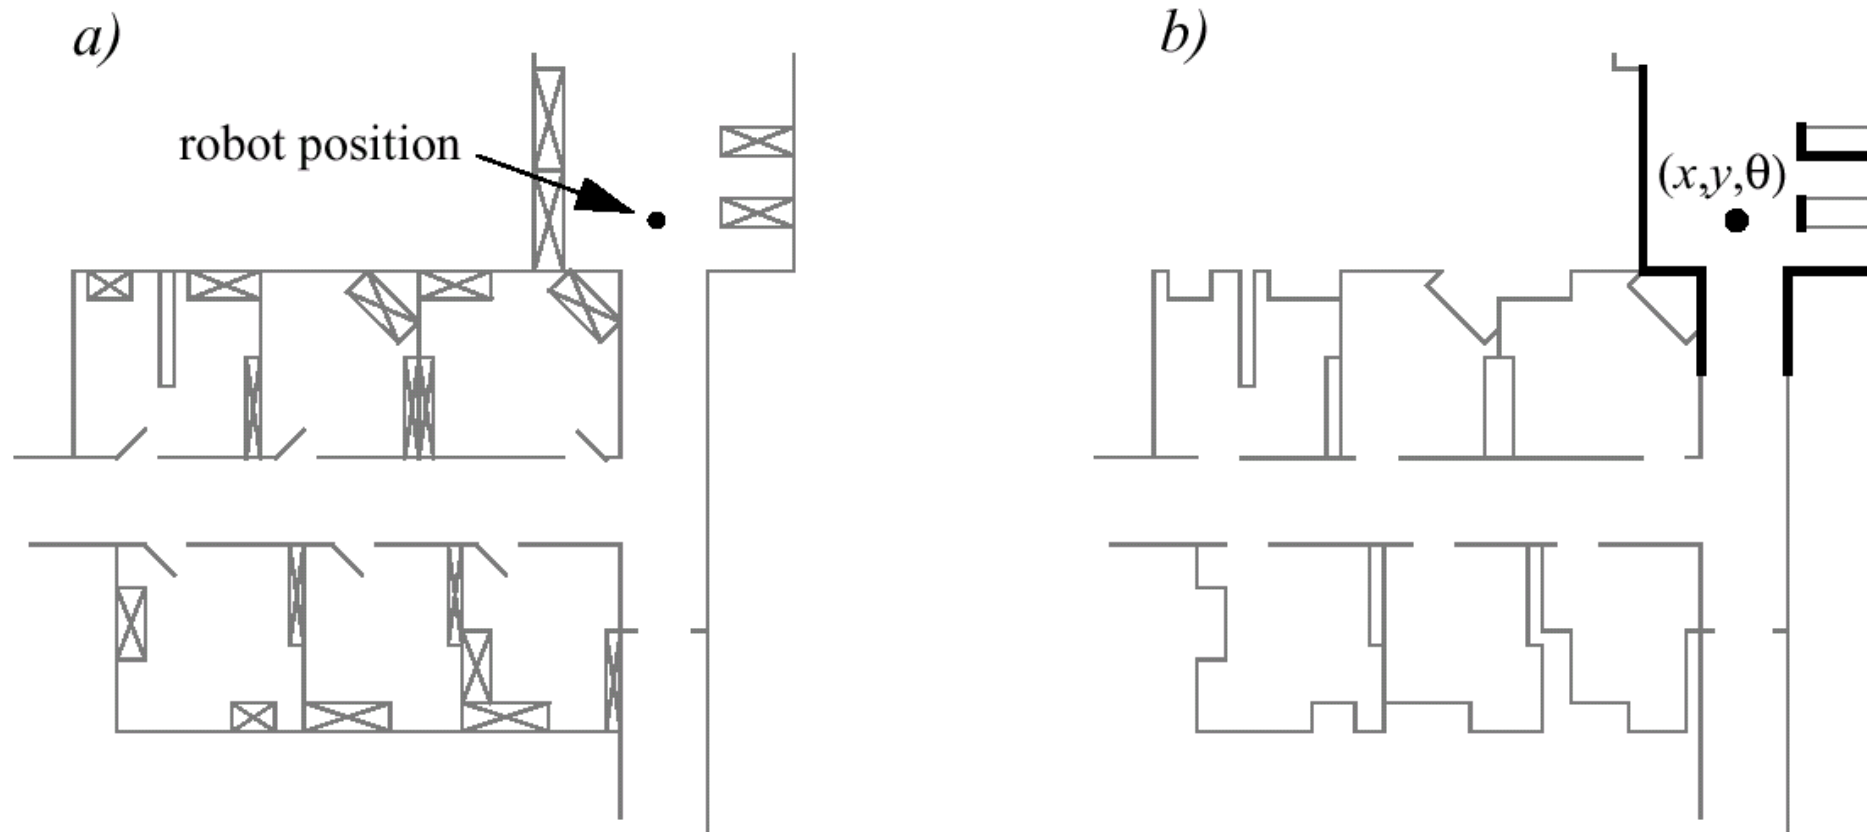 a)
robot position
b)
(x,y,θ)